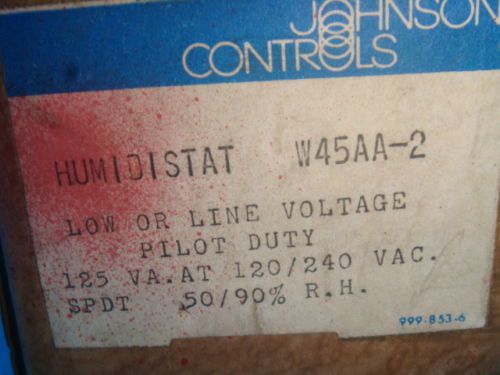 JOHNSON
CONTROLS
HUMIDISTAT W45AA-2
LOW OR LINE VOLTAGE
PILOT DUTY
125 VA.AT 120/240 VAC.
SPDT 50/90% R.H.
999-853-6